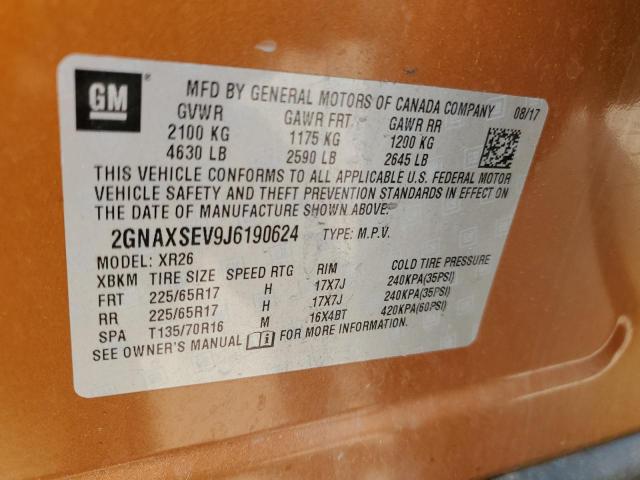 GM
MFD BY GENERAL MOTORS OF CANADA COMPANY 08/17
GVWR GAWR FRT GAWR RR
2100 KG 1175 KG 1200 KG
4630 LB 2590 LB 2645 LB
THIS VEHICLE CONFORMS TO ALL APPLICABLE U.S. FEDERAL MOTOR
VEHICLE SAFETY AND THEFT PREVENTION STANDARDS IN EFFECT ON
THE DATE OF MANUFACTURE SHOWN ABOVE.
2GNAXSEV9J6190624 TYPE: M.P.V.
MODEL: XR26
XBKM TIRE SIZE SPEED RTG RIM COLD TIRE PRESSURE
FRT 225/65R17 H 17X7J 240KPA(35PSI)
RR 225/65R17 H 17X7J 240KPA(35PSI)
SPA T135/70R16 M 16X4BT 420KPA(60PSI)
SEE OWNER'S MANUAL FOR MORE INFORMATION.